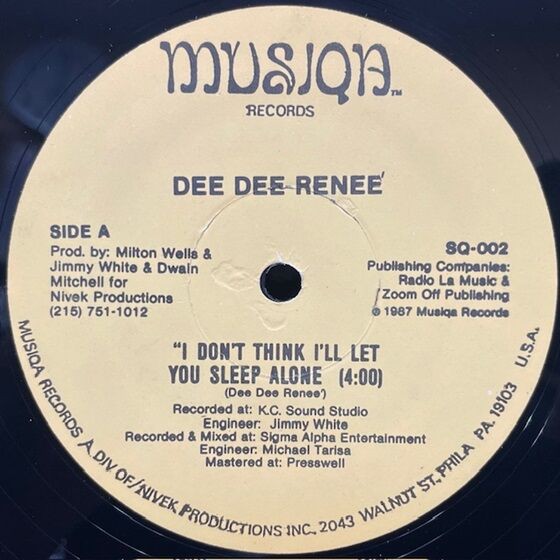 MUSIQA TM
RECORDS
DEE DEE RENEE'
SIDE A
Prod. by: Milton Wells &
Jimmy White & Dwain
Mitchell for
Nivek Productions
(215) 751-1012
SQ-002
Publishing Companies:
Radio La Music &
Zoom Off Publishing
℗ 1987 Musiqa Records
"I DON'T THINK I'LL LET
YOU SLEEP ALONE (4:00)
(Dee Dee Renee')
Recorded at: K.C. Sound Studio
Engineer: Jimmy White
Recorded & Mixed at: Sigma Alpha Entertainment
Engineer: Michael Tarisa
Mastered at: Presswell
MUSIQA RECORDS A DIV OF/NIVEK PRODUCTIONS INC. 2043 WALNUT ST, PHILA PA. 19103 U.S.A.